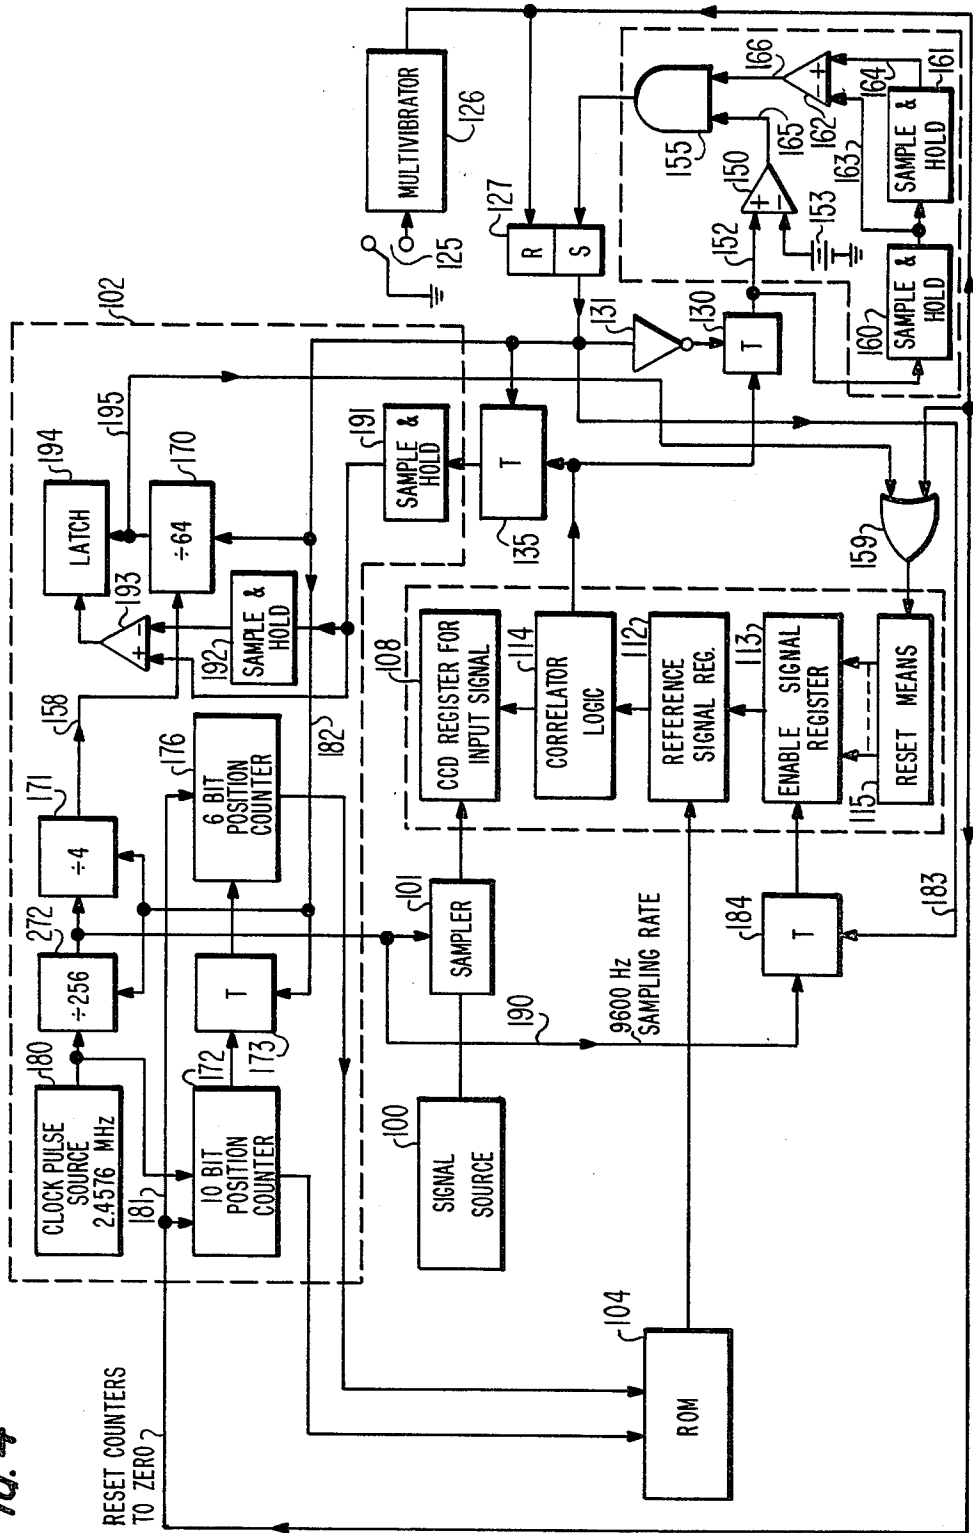 Fig. 4
RESET COUNTERS
TO ZERO
181
CLOCK PULSE
SOURCE
2.4576 MHz
180
÷256
272
÷4
171
158
193
+
−
LATCH
194
195
÷64
170
102
10 BIT
POSITION
COUNTER
172
T
173
6 BIT
POSITION
COUNTER
176
182
SAMPLE &
HOLD
192
SAMPLE &
HOLD
191
MULTIVIBRATOR
126
125
R
S
127
131
T
130
T
135
155
166
165
150
+
−
152
153
162
−
+
163
164
SAMPLE &
HOLD
160
SAMPLE &
HOLD
161
SIGNAL
SOURCE
100
SAMPLER
101
190
9600 Hz
SAMPLING RATE
CCD REGISTER FOR
INPUT SIGNAL
108
CORRELATOR
LOGIC
114
REFERENCE
SIGNAL REG.
112
ENABLE SIGNAL
REGISTER
113
RESET MEANS
115
159
T
184
183
ROM
104